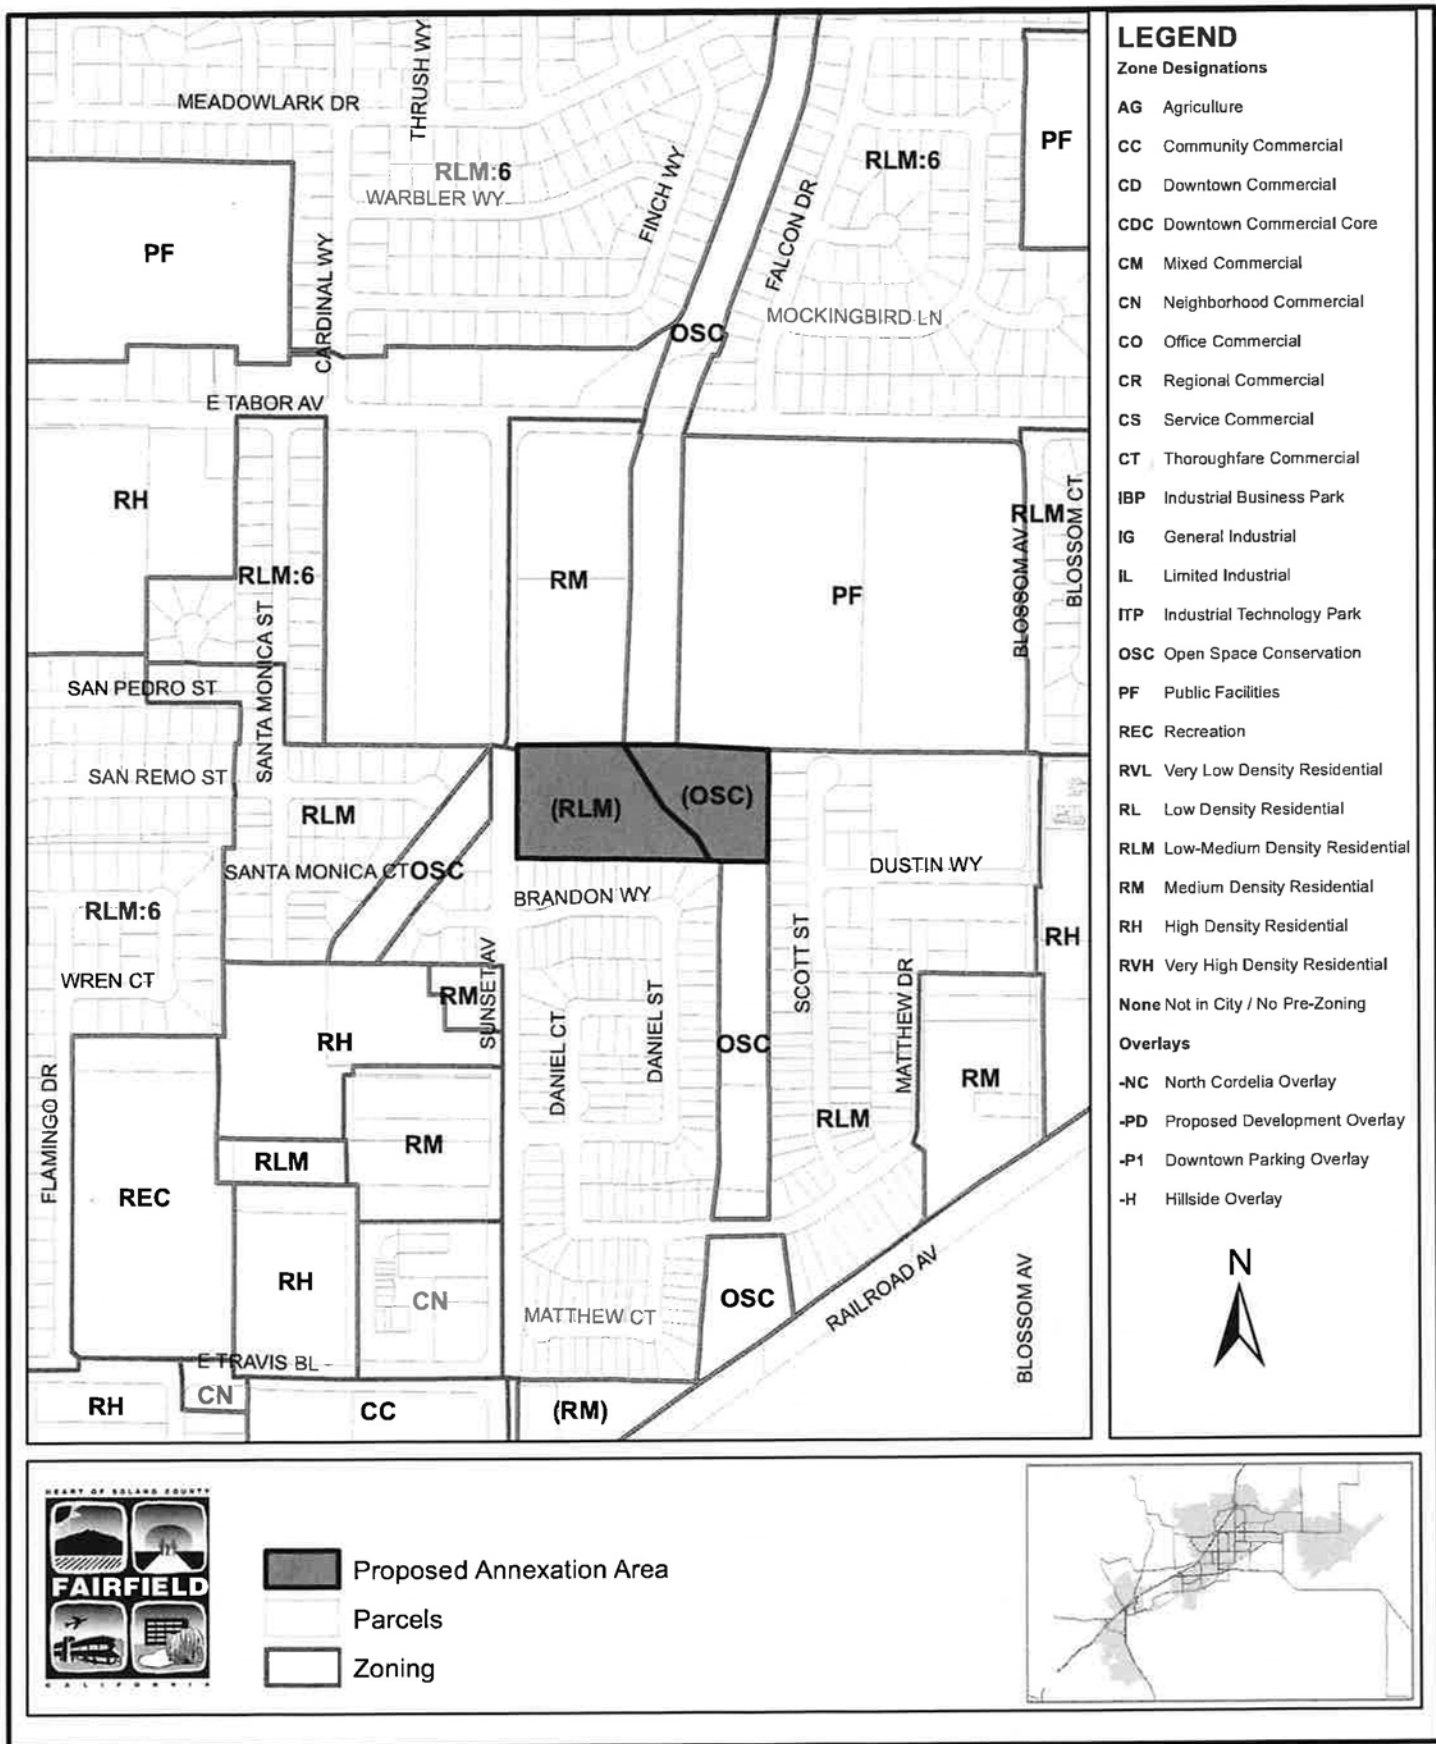 MEADOWLARK DR
THRUSH WY
RLM:6
WARBLER WY
FINCH WY
FALCON DR
RLM:6
PF
PF
CARDINAL WY
OSC
MOCKINGBIRD LN
E TABOR AV
RH
RLM:6
SANTA MONICA ST
RM
PF
RLM
BLOSSOM AV
BLOSSOM CT
SAN PEDRO ST
SAN REMO ST
RLM
(RLM)
(OSC)
SANTA MONICA CT
OSC
BRANDON WY
DUSTIN WY
RLM:6
WREN CT
RM
SUNSET AV
RH
DANIEL CT
DANIEL ST
OSC
SCOTT ST
MATTHEW DR
RH
RM
FLAMINGO DR
RLM
RM
RLM
REC
RH
CN
MATTHEW CT
OSC
RAILROAD AV
BLOSSOM AV
E TRAVIS BL
RH
CN
CC
(RM)
LEGEND
Zone Designations
AG Agriculture
CC Community Commercial
CD Downtown Commercial
CDC Downtown Commercial Core
CM Mixed Commercial
CN Neighborhood Commercial
CO Office Commercial
CR Regional Commercial
CS Service Commercial
CT Thoroughfare Commercial
IBP Industrial Business Park
IG General Industrial
IL Limited Industrial
ITP Industrial Technology Park
OSC Open Space Conservation
PF Public Facilities
REC Recreation
RVL Very Low Density Residential
RL Low Density Residential
RLM Low-Medium Density Residential
RM Medium Density Residential
RH High Density Residential
RVH Very High Density Residential
None Not in City / No Pre-Zoning
Overlays
-NC North Cordelia Overlay
-PD Proposed Development Overlay
-P1 Downtown Parking Overlay
-H Hillside Overlay
N
HEART OF SOLANO COUNTY
FAIRFIELD
CALIFORNIA
Proposed Annexation Area
Parcels
Zoning